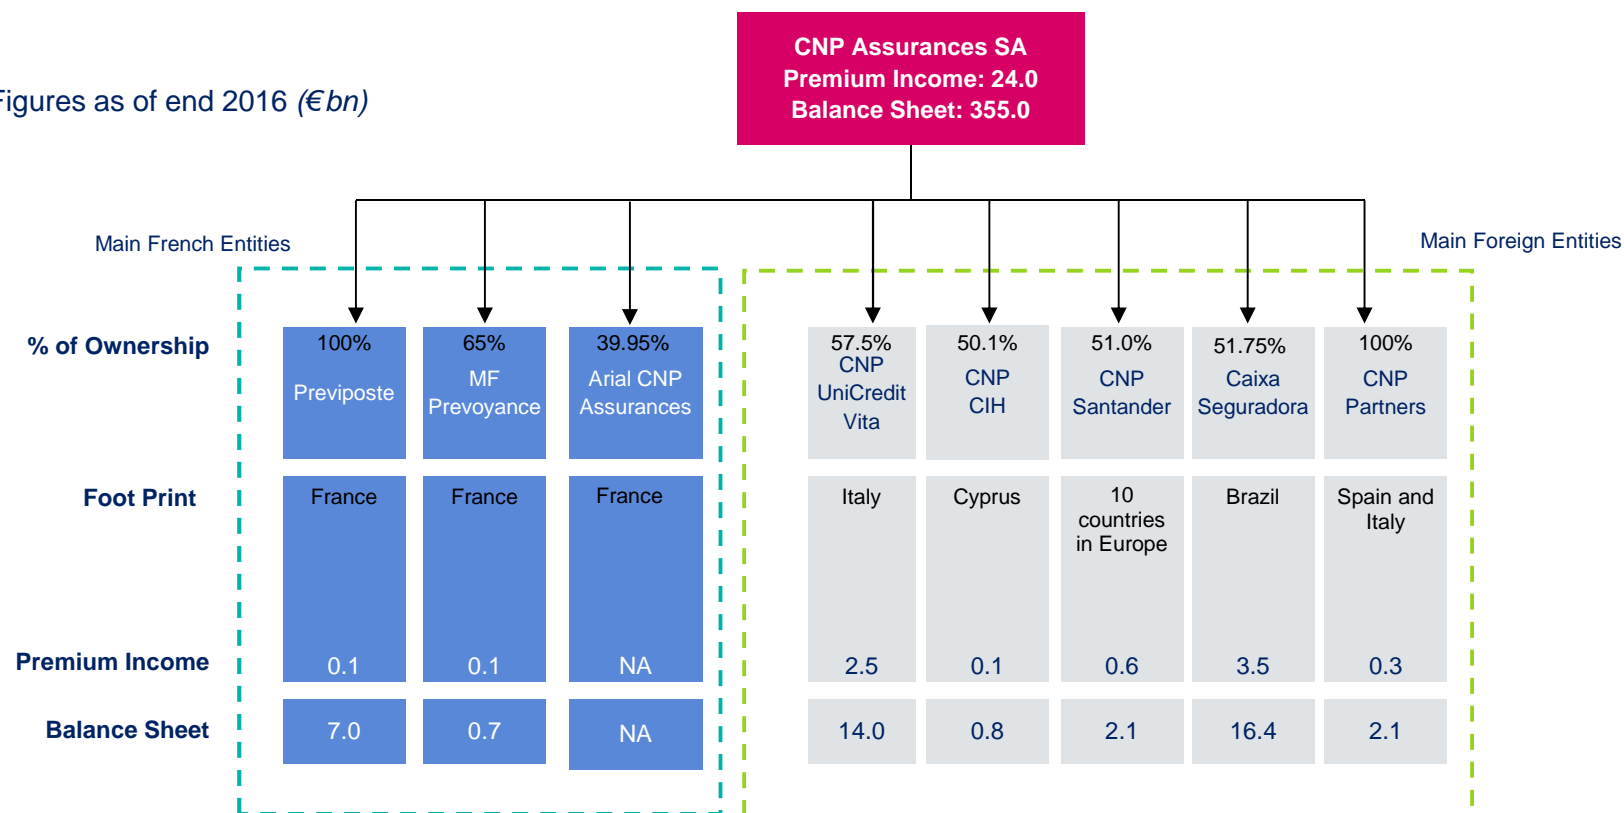 CNP Assurances SA
Premium Income: 24.0
Balance Sheet: 355.0
Figures as of end 2016 (€bn)
Main French Entities
Main Foreign Entities
% of Ownership
100%
Previposte
65%
MF
Prevoyance
39.95%
Arial CNP
Assurances
57.5%
CNP
UniCredit
Vita
50.1%
CNP
CIH
51.0%
CNP
Santander
51.75%
Caixa
Seguradora
100%
CNP
Partners
Foot Print
France
France
France
Italy
Cyprus
10
countries
in Europe
Brazil
Spain and
Italy
Premium Income
0.1
0.1
NA
2.5
0.1
0.6
3.5
0.3
Balance Sheet
7.0
0.7
NA
14.0
0.8
2.1
16.4
2.1